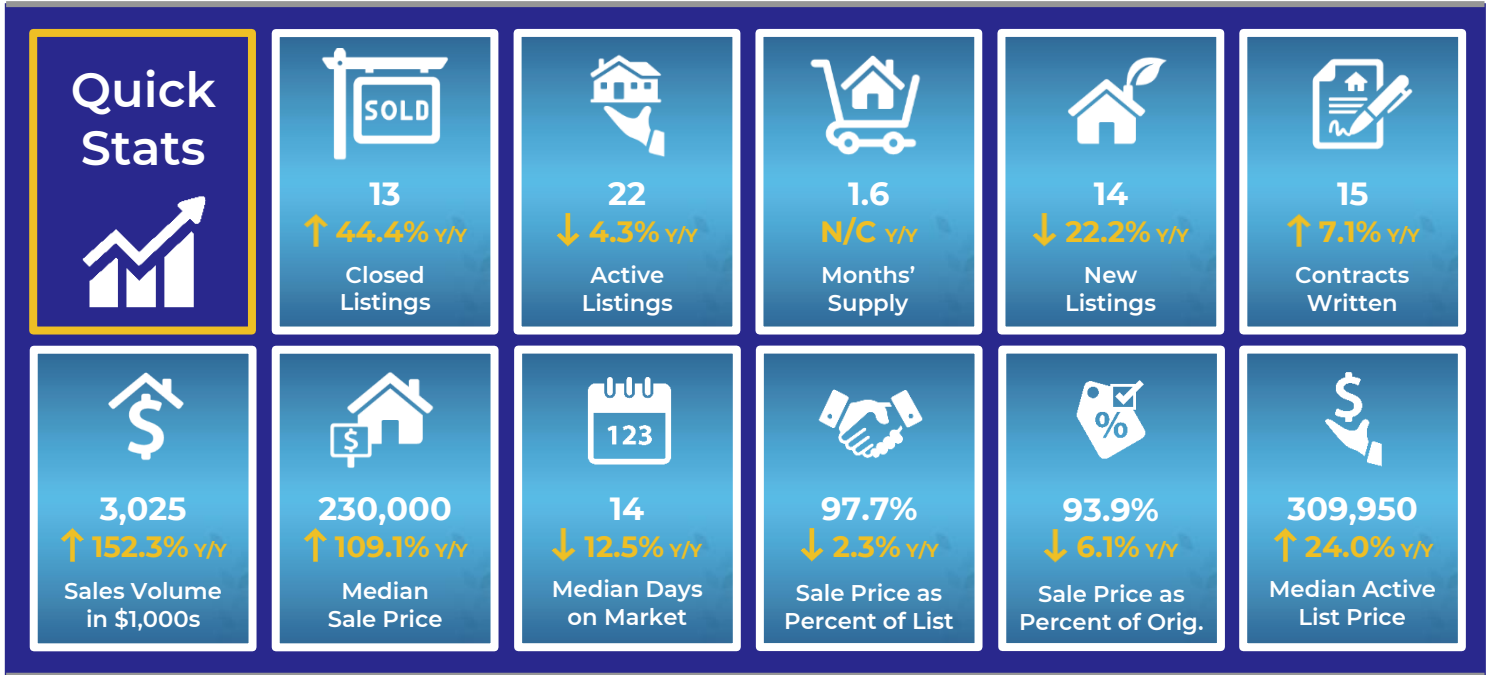 Quick
Stats
SOLD
13
↑ 44.4% Y/Y
Closed
Listings
22
↓ 4.3% Y/Y
Active
Listings
1.6
N/C Y/Y
Months’
Supply
14
↓ 22.2% Y/Y
New
Listings
15
↑ 7.1% Y/Y
Contracts
Written
$
3,025
↑ 152.3% Y/Y
Sales Volume
in $1,000s
$
230,000
↑ 109.1% Y/Y
Median
Sale Price
123
14
↓ 12.5% Y/Y
Median Days
on Market
97.7%
↓ 2.3% Y/Y
Sale Price as
Percent of List
%
93.9%
↓ 6.1% Y/Y
Sale Price as
Percent of Orig.
$
309,950
↑ 24.0% Y/Y
Median Active
List Price